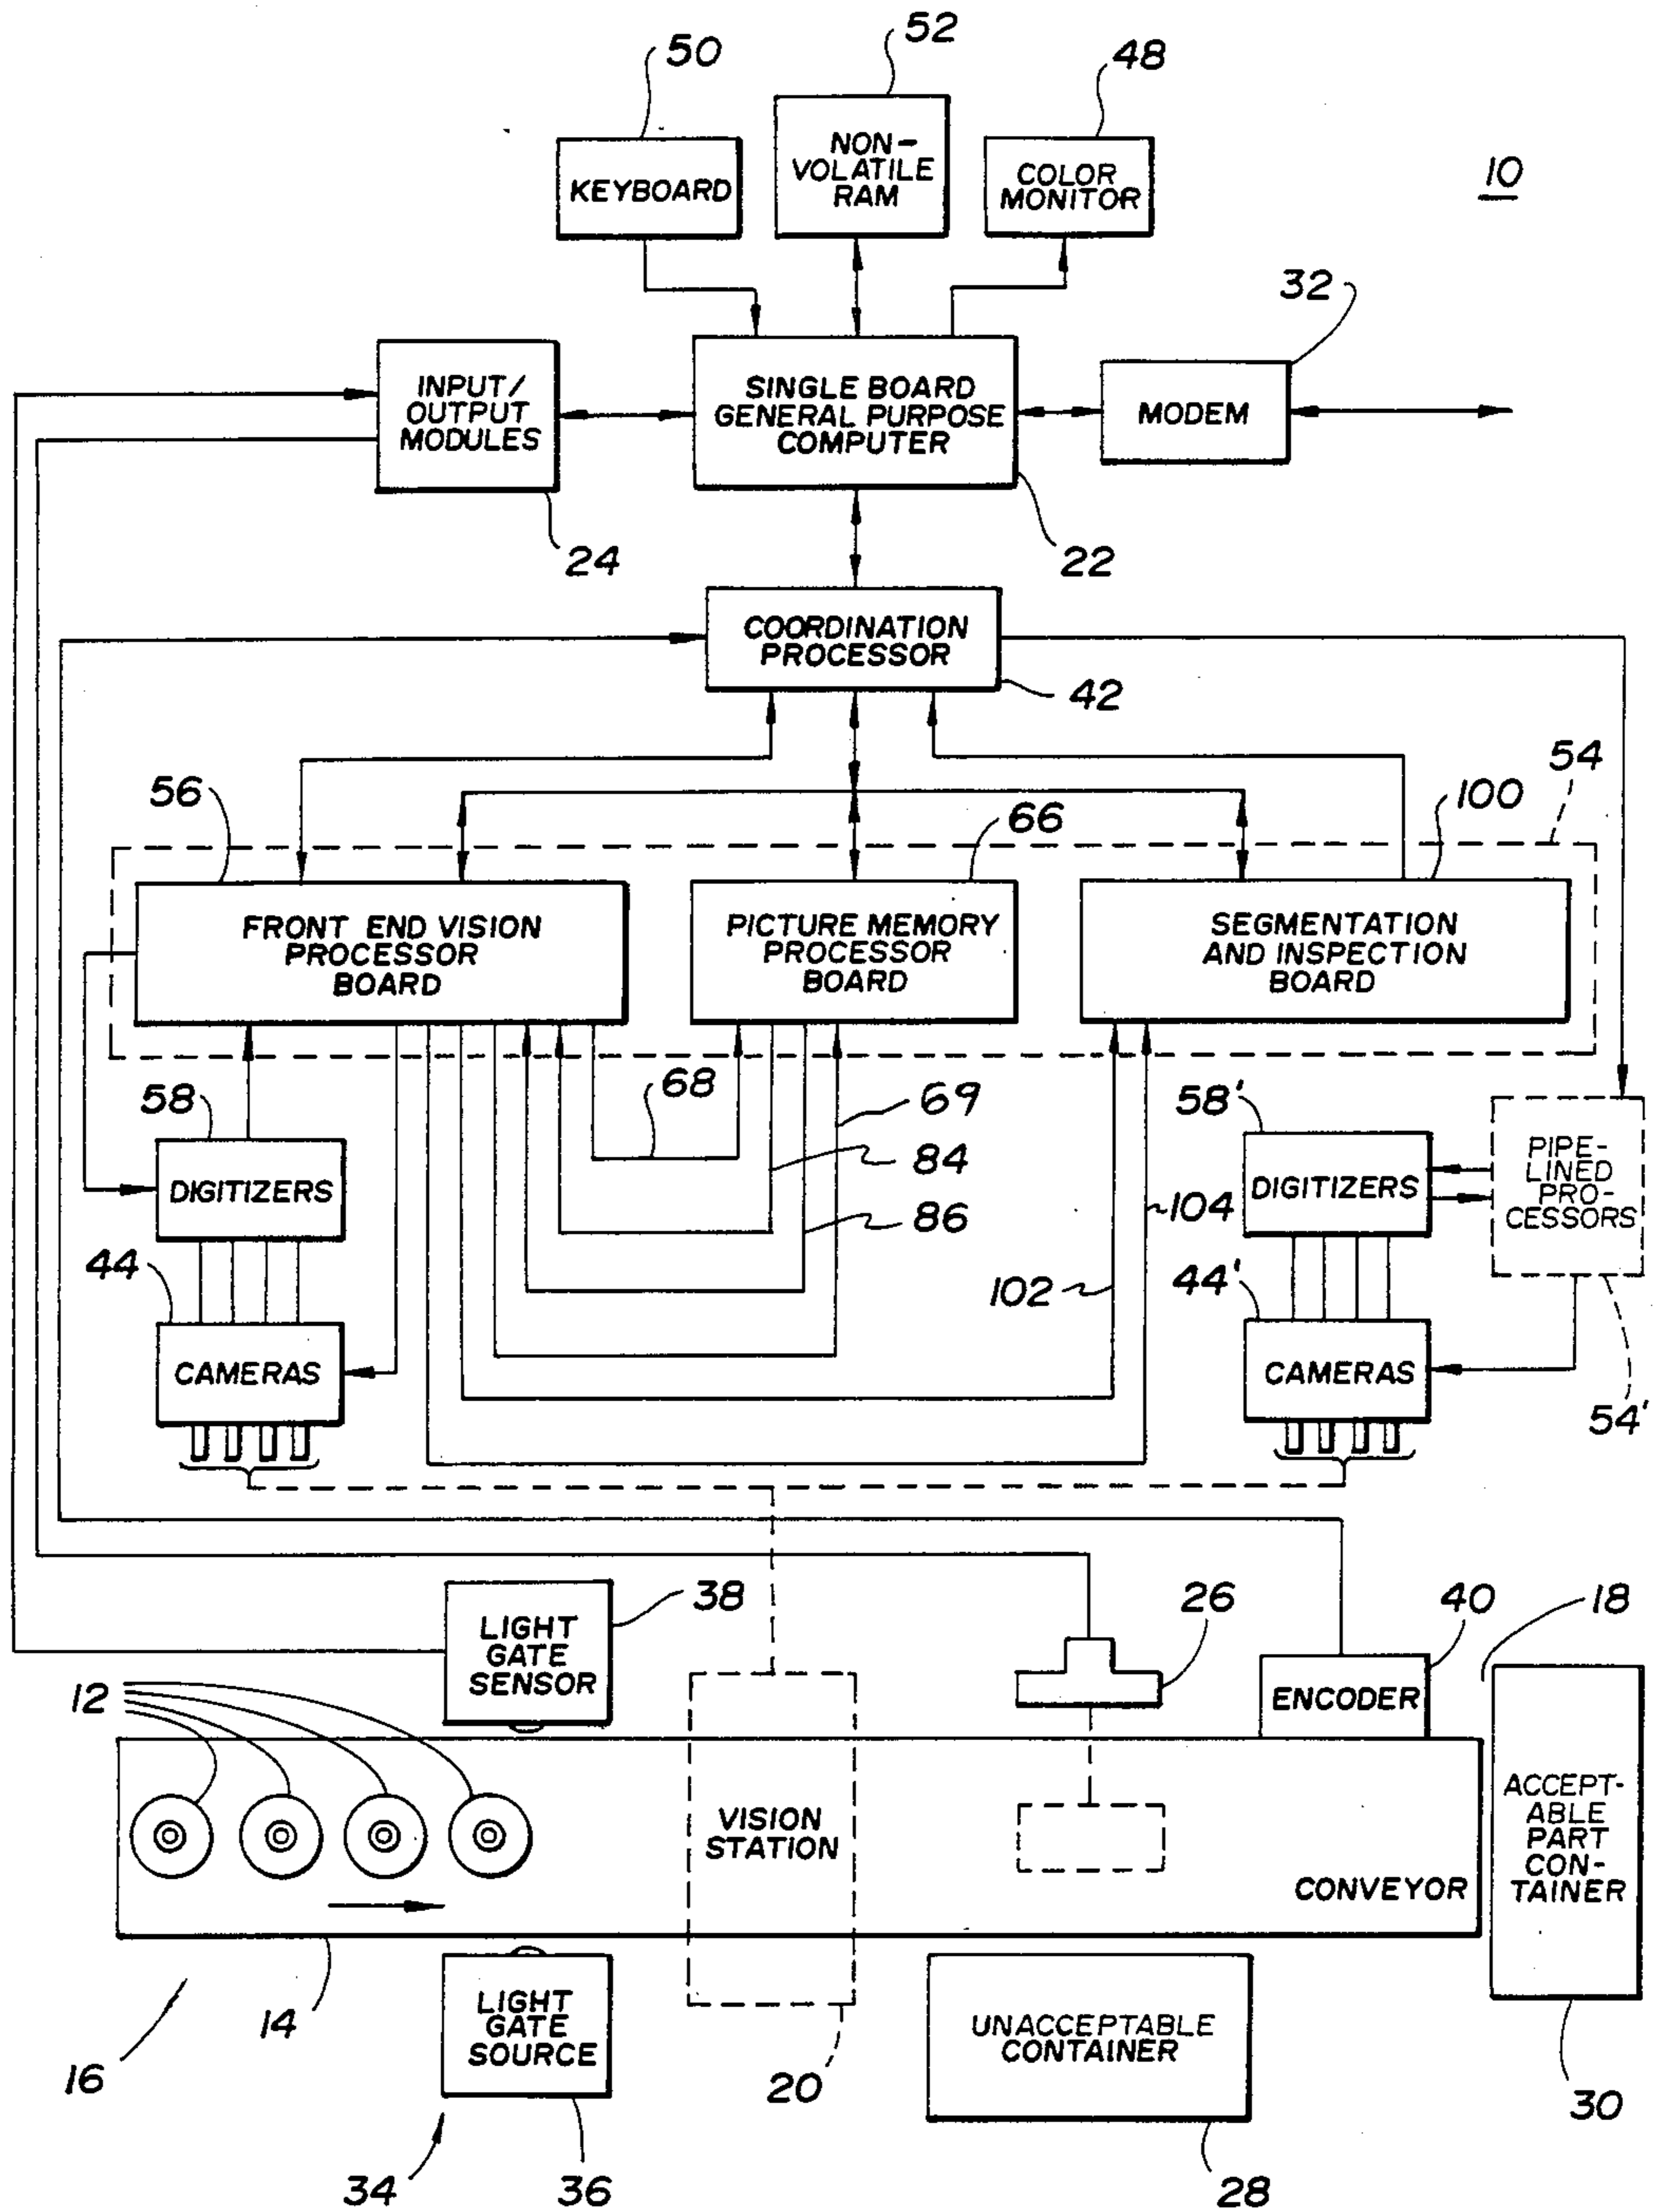 50
52
48
10
KEYBOARD
NON-
VOLATILE
RAM
COLOR
MONITOR
32
INPUT/
OUTPUT
MODULES
SINGLE BOARD
GENERAL PURPOSE
COMPUTER
MODEM
24
22
COORDINATION
PROCESSOR
42
54
56
66
100
FRONT END VISION
PROCESSOR
BOARD
PICTURE MEMORY
PROCESSOR
BOARD
SEGMENTATION
AND INSPECTION
BOARD
58
68
69
58'
DIGITIZERS
84
DIGITIZERS
PIPE-
LINED
PRO-
CESSORS
86
104
44
102
44'
CAMERAS
CAMERAS
54'
38
26
40
18
LIGHT
GATE
SENSOR
12
ENCODER
VISION
STATION
CONVEYOR
ACCEPT-
ABLE
PART
CON-
TAINER
14
16
LIGHT
GATE
SOURCE
20
UNACCEPTABLE
CONTAINER
30
34
36
28